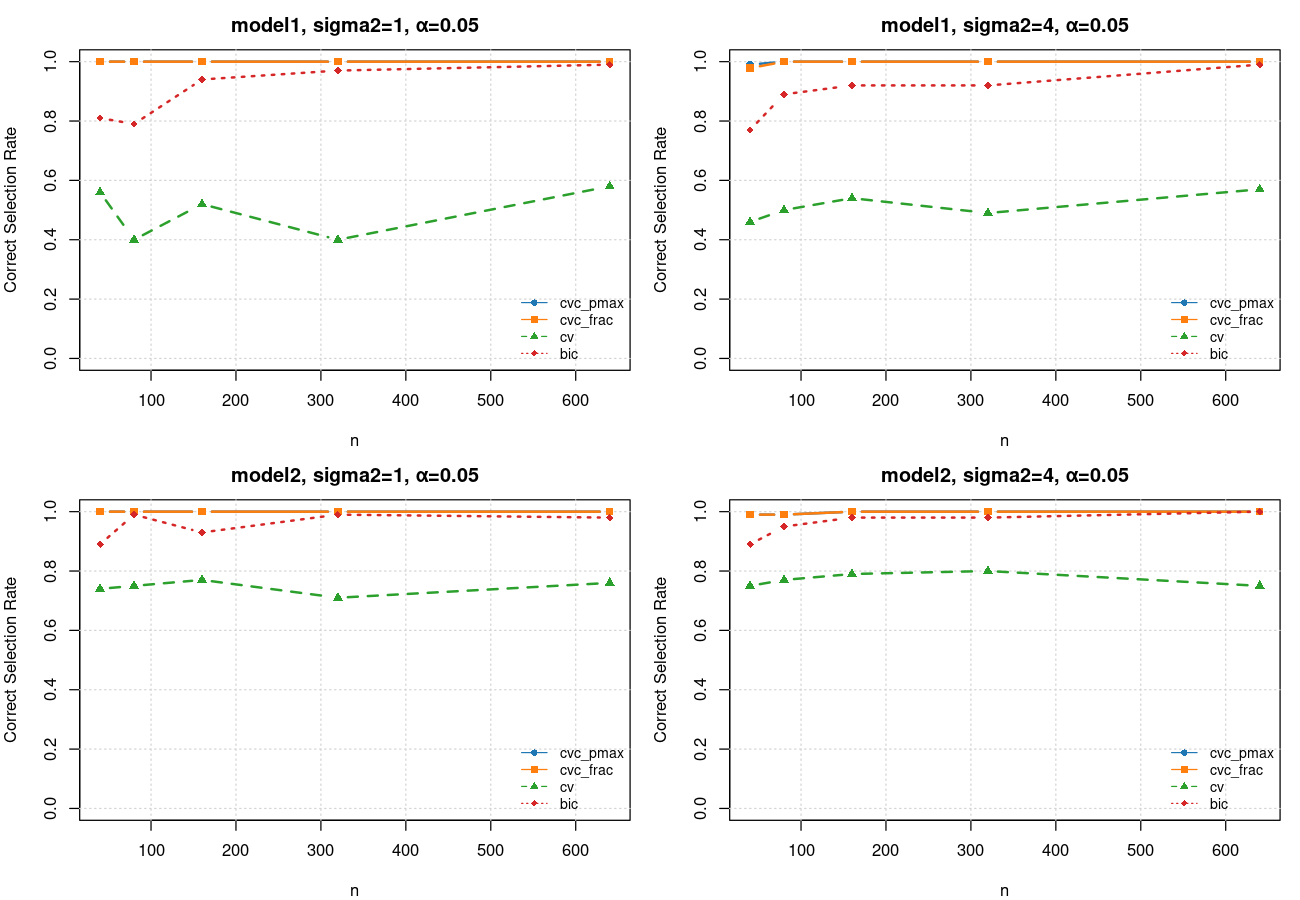 model1, sigma2=1, α=0.05
Correct Selection Rate
1.0
0.8
0.6
0.4
0.2
0.0
cvc_pmax
cvc_frac
cv
bic
100 200 300 400 500 600
n
model1, sigma2=4, α=0.05
Correct Selection Rate
1.0
0.8
0.6
0.4
0.2
0.0
cvc_pmax
cvc_frac
cv
bic
100 200 300 400 500 600
n
model2, sigma2=1, α=0.05
Correct Selection Rate
1.0
0.8
0.6
0.4
0.2
0.0
cvc_pmax
cvc_frac
cv
bic
100 200 300 400 500 600
n
model2, sigma2=4, α=0.05
Correct Selection Rate
1.0
0.8
0.6
0.4
0.2
0.0
cvc_pmax
cvc_frac
cv
bic
100 200 300 400 500 600
n